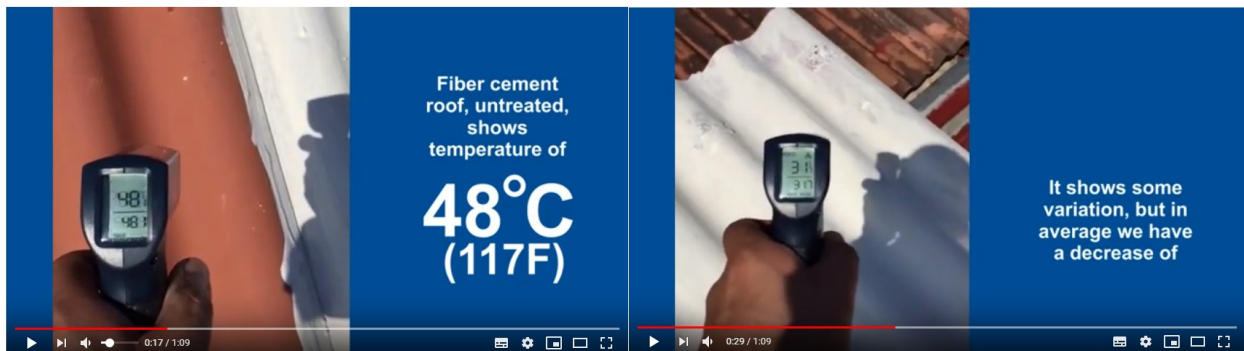 Fiber cement
roof, untreated,
shows
temperature of
48°C
(117F)
48
48.1
0:17 / 1:09
It shows some
variation, but in
average we have
a decrease of
31
0:29 / 1:09